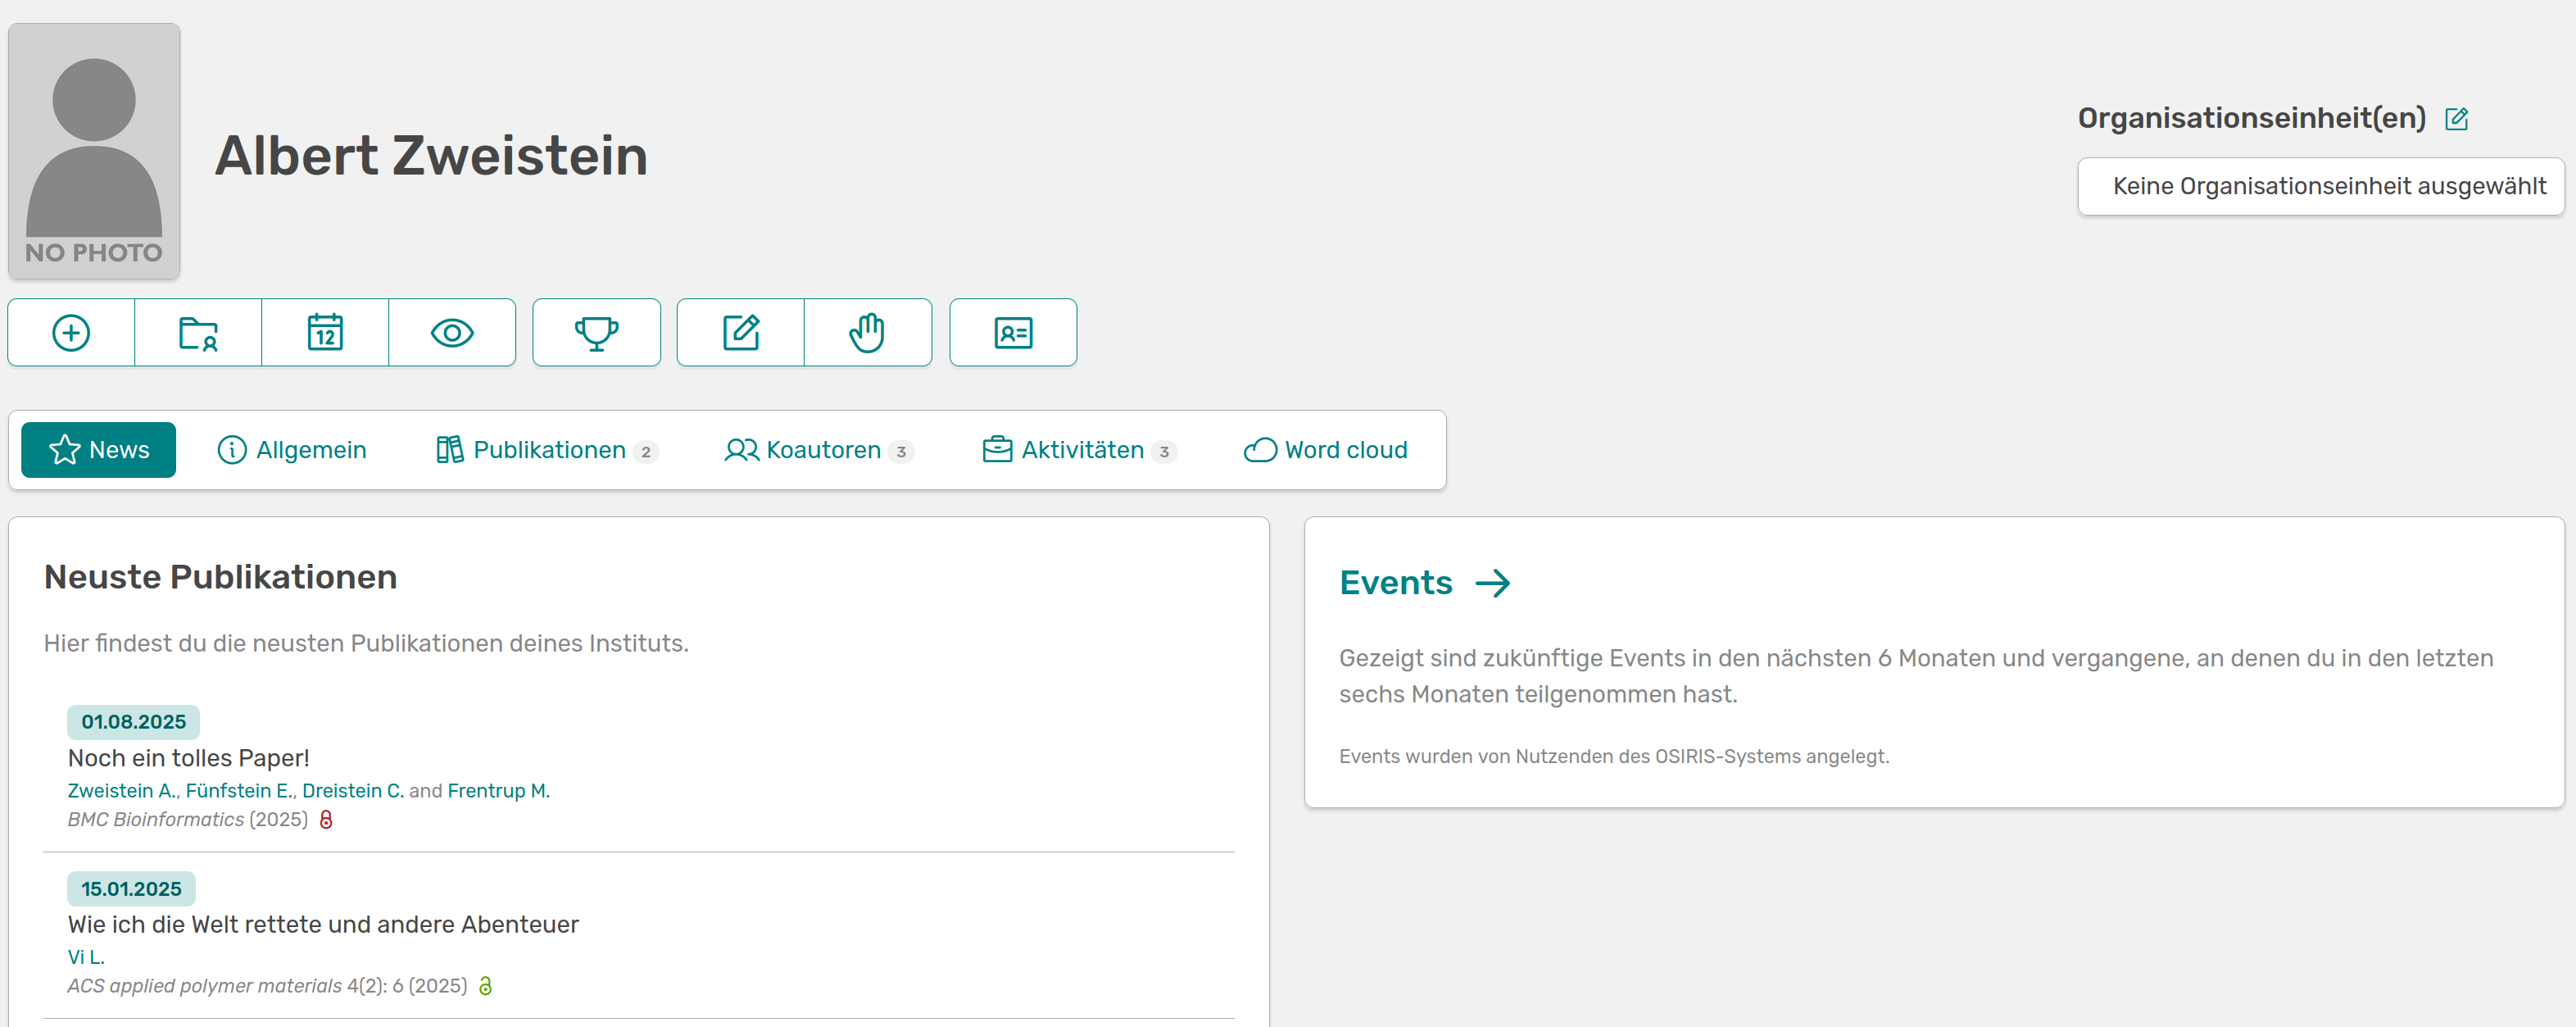 NO PHOTO
Albert Zweistein
Organisationseinheit(en)
Keine Organisationseinheit ausgewählt
12
News
Allgemein
Publikationen 2
Koautoren 3
Aktivitäten 3
Word cloud
Neuste Publikationen
Hier findest du die neusten Publikationen deines Instituts.
01.08.2025
Noch ein tolles Paper!
Zweistein A., Fünfstein E., Dreistein C. and Frentrup M.
BMC Bioinformatics (2025)
15.01.2025
Wie ich die Welt rettete und andere Abenteuer
Vi L.
ACS applied polymer materials 4(2): 6 (2025)
Events
Gezeigt sind zukünftige Events in den nächsten 6 Monaten und vergangene, an denen du in den letzten
sechs Monaten teilgenommen hast.
Events wurden von Nutzenden des OSIRIS-Systems angelegt.